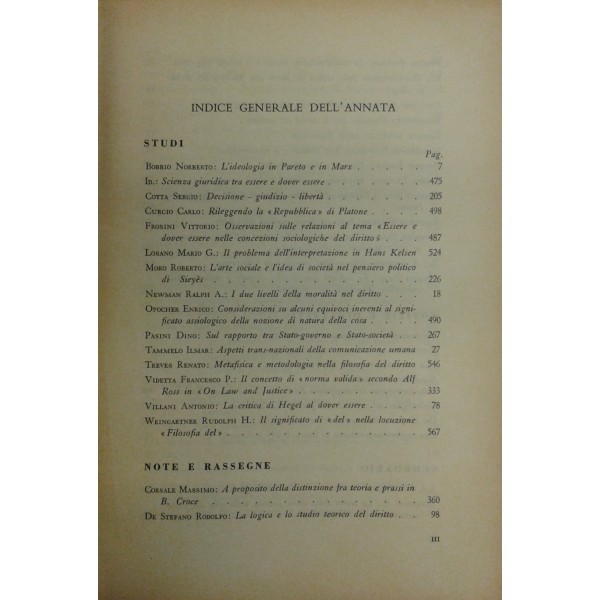 INDICE GENERALE DELL'ANNATA
STUDI
Pag.
BOBBIO NORBERTO: L'ideologia in Pareto e in Marx . . . . . 7
ID.: Scienza giuridica tra essere e dover essere . . . . . . . 475
COTTA SERGIO: Decisione - giudizio - libertà . . . . . . . . 205
CURCIO CARLO: Rileggendo la «Repubblica» di Platone . . . . 498
FROSINI VITTORIO: Osservazioni sulle relazioni al tema «Essere e
dover essere nelle concezioni sociologiche del diritto» . . 487
LOSANO MARIO G.: Il problema dell'interpretazione in Hans Kelsen 524
MORO ROBERTO: L'arte sociale e l'idea di società nel pensiero politico
di Sieyès . . . . . . . . . . . . . . 226
NEWMAN RALPH A.: I due livelli della moralità nel diritto . . . 18
OPOCHER ENRICO: Considerazioni su alcuni equivoci inerenti al signi-
ficato assiologico della nozione di natura della cosa . . . . 490
PASINI DINO: Sul rapporto tra Stato-governo e Stato-società . . 267
TAMMELO ILMAR: Aspetti trans-nazionali della comunicazione umana 27
TREVES RENATO: Metafisica e metodologia nella filosofia del diritto 546
VIDETTA FRANCESCO P.: Il concetto di «norma valida» secondo Alf
Ross in «On Law and Justice» . . . . . . . . . 333
VILLANI ANTONIO: La critica di Hegel al dover essere . . . . 78
WEINGARTNER RUDOLPH H.: Il significato di «del» nella locuzione
«Filosofia del» . . . . . . . . . . . . . 567
NOTE E RASSEGNE
CORSALE MASSIMO: A proposito della distinzione fra teoria e prassi in
B. Croce . . . . . . . . . . . . . . 360
DE STEFANO RODOLFO: La logica e lo studio teorico del diritto . . 98
III